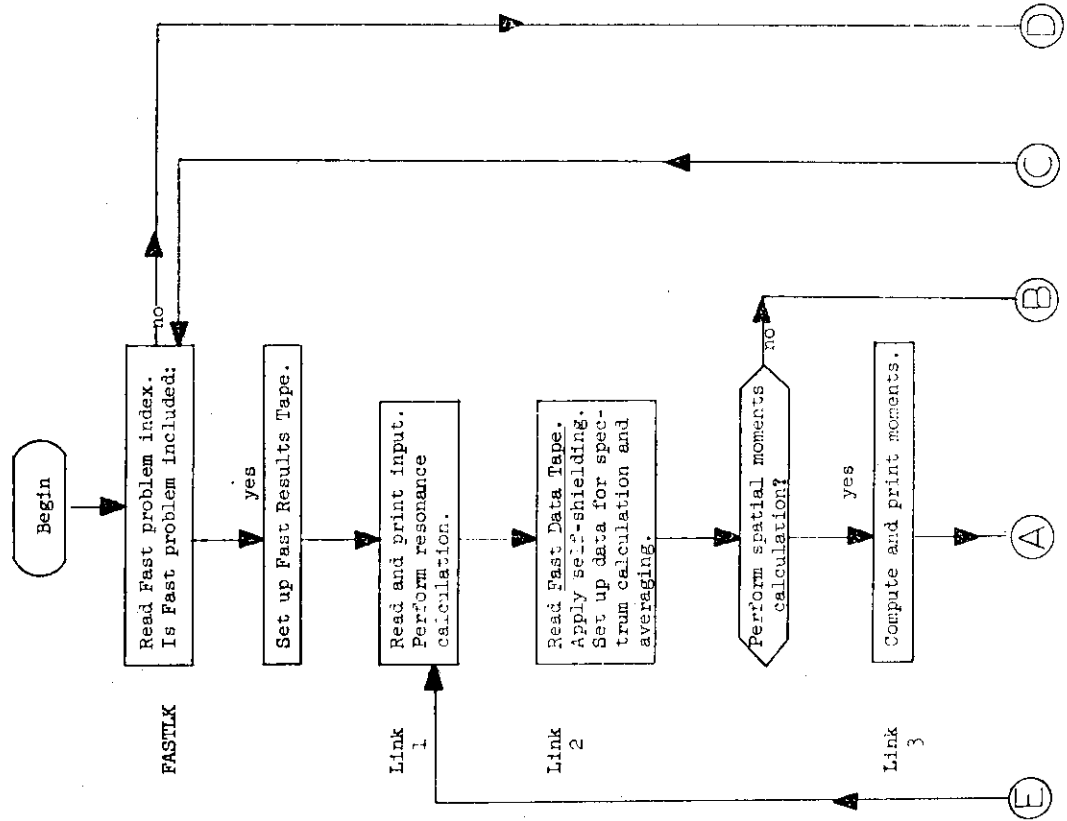 Begin
FASTLK
Read Fast problem index.
Is Fast problem included:
no
yes
Set up Fast Results Tape.
Link
1
Read and print input.
Perform resonance
calculation.
Link
2
Read Fast Data Tape.
Apply self-shielding.
Set up data for spec-
trum calculation and
averaging.
Perform spatial moments
calculation?
no
yes
Link
3
Compute and print moments.
E
A
B
C
D